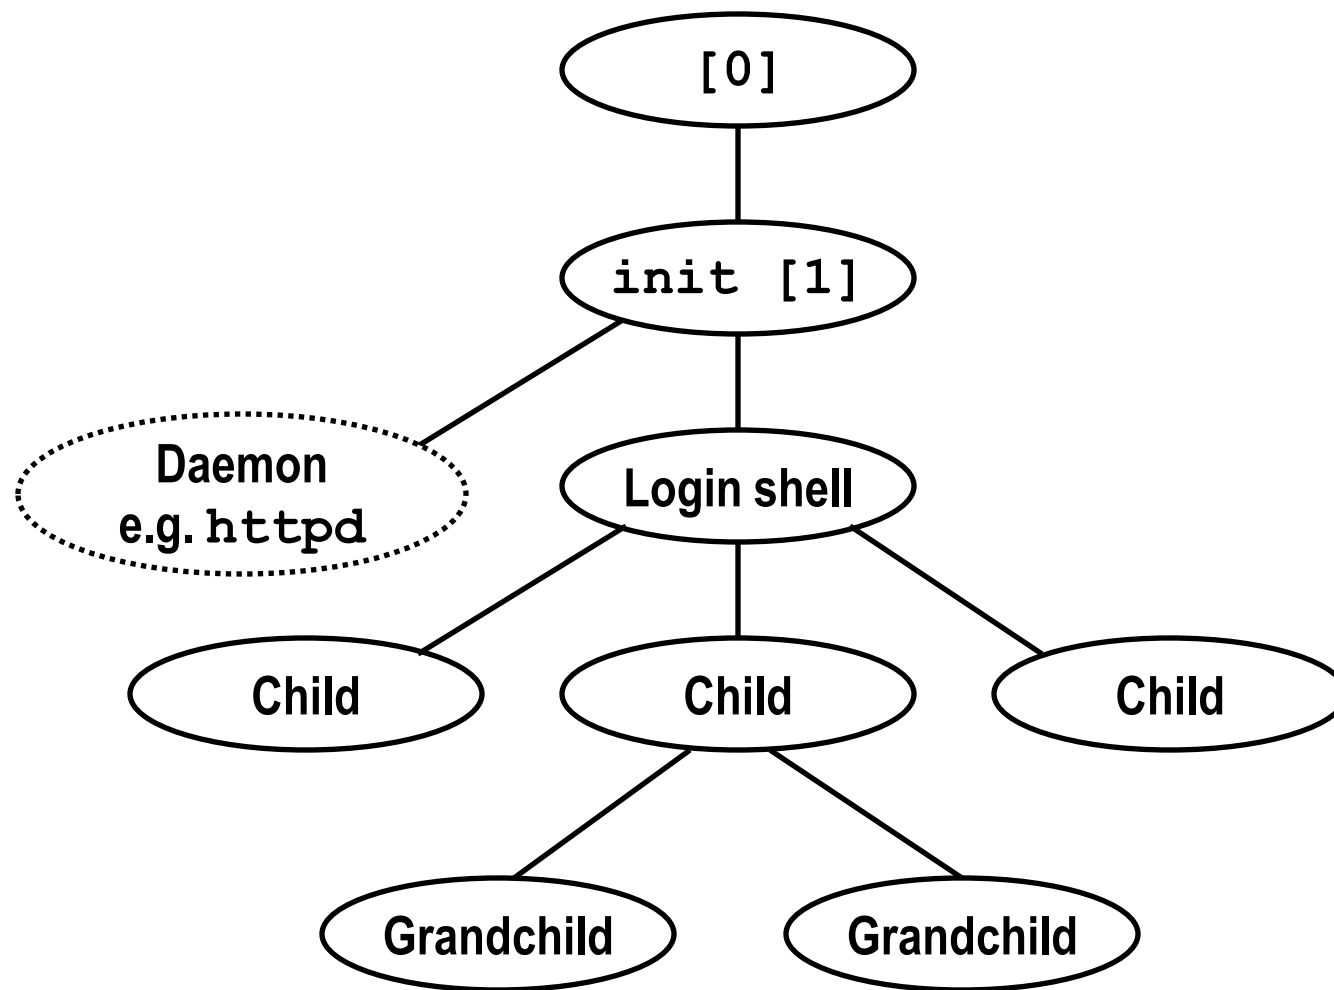 [0]
init [1]
Daemon
e.g. httpd
Login shell
Child
Child
Child
Grandchild
Grandchild